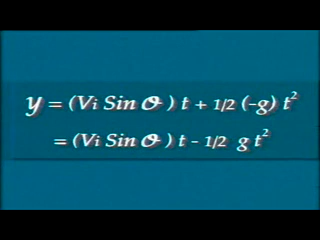 y = (Vi Sin θ ) t + 1/2 (-g) t²
= (Vi Sin θ ) t - 1/2 g t²